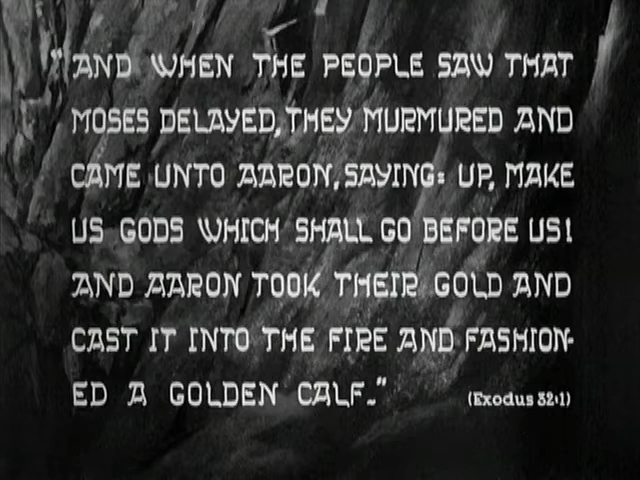 "AND WHEN THE PEOPLE SAW THAT
MOSES DELAYED, THEY MURMURED AND
CAME UNTO AARON, SAYING: UP, MAKE
US GODS WHICH SHALL GO BEFORE US!
AND AARON TOOK THEIR GOLD AND
CAST IT INTO THE FIRE AND FASHION-
ED A GOLDEN CALF."
(Exodus 32:1)